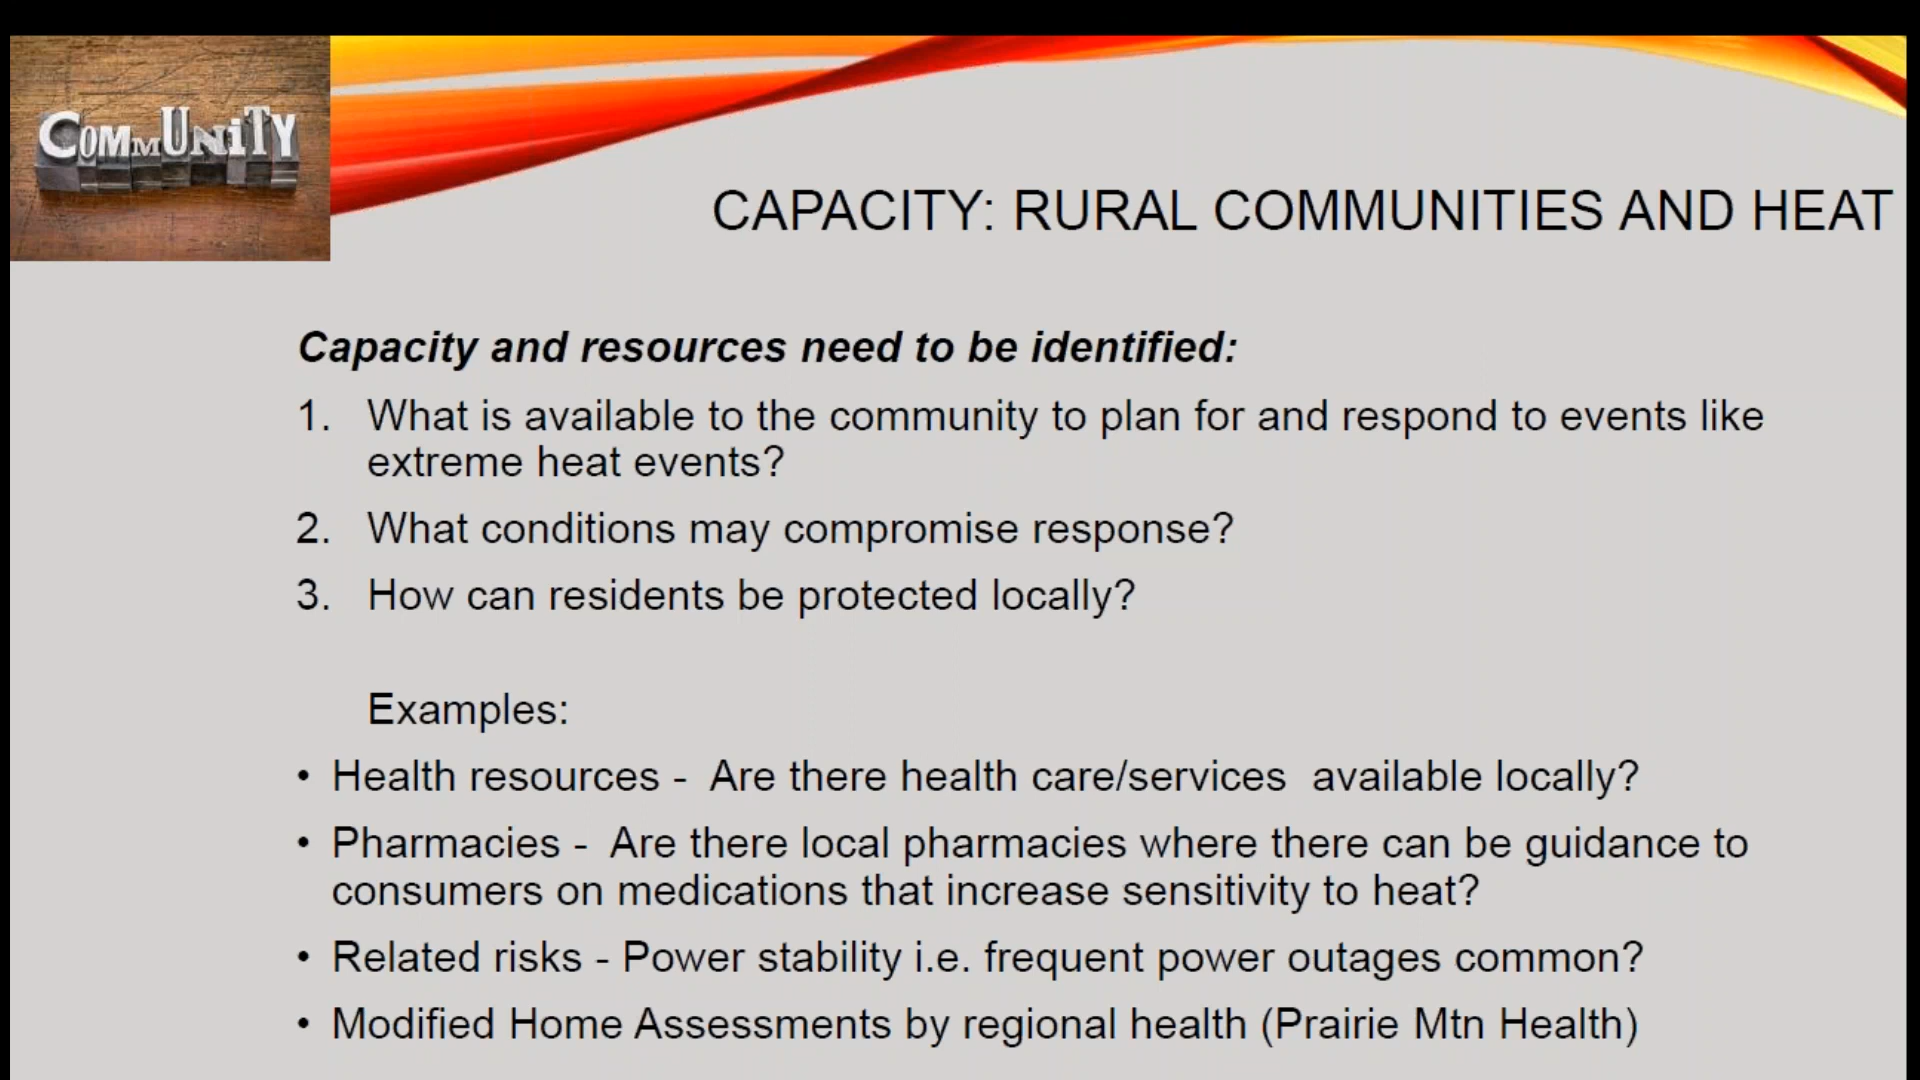 COMMUNiTY
CAPACITY: RURAL COMMUNITIES AND HEAT
Capacity and resources need to be identified:
1. What is available to the community to plan for and respond to events like
extreme heat events?
2. What conditions may compromise response?
3. How can residents be protected locally?
Examples:
• Health resources - Are there health care/services available locally?
• Pharmacies - Are there local pharmacies where there can be guidance to
consumers on medications that increase sensitivity to heat?
• Related risks - Power stability i.e. frequent power outages common?
• Modified Home Assessments by regional health (Prairie Mtn Health)